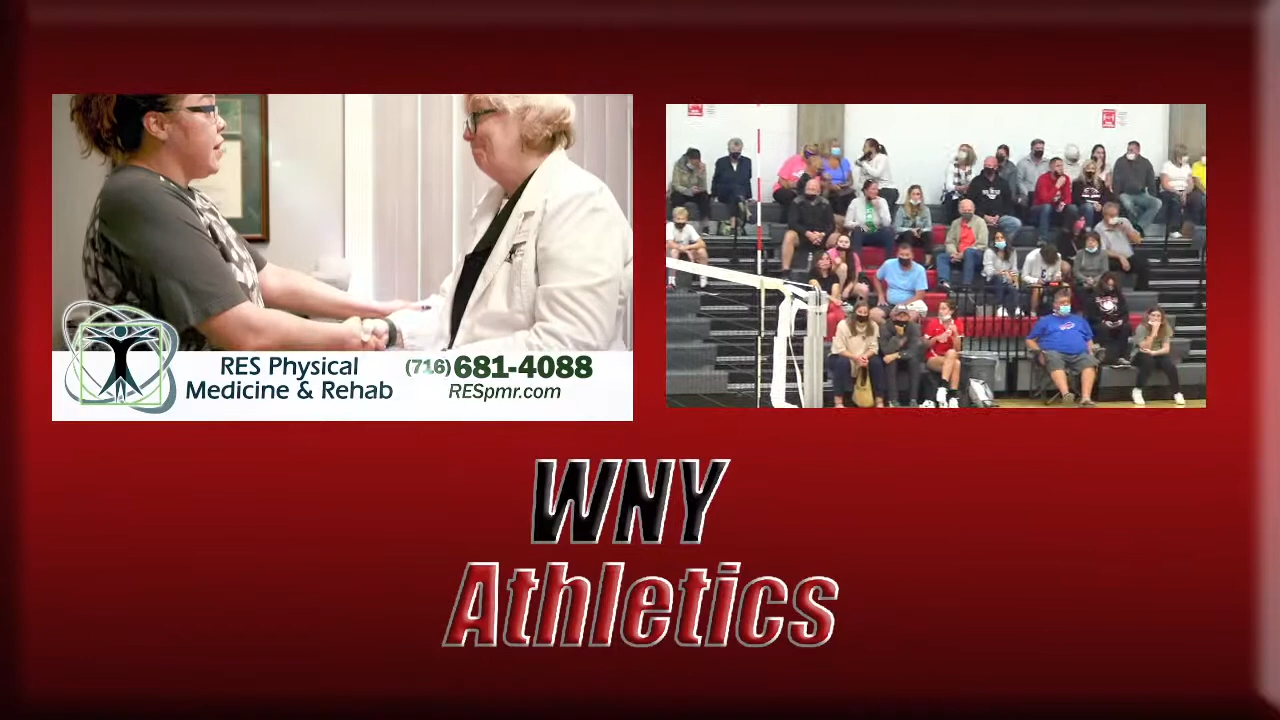 RES Physical
Medicine & Rehab
(716) 681-4088
RESpmr.com
WNY
Athletics